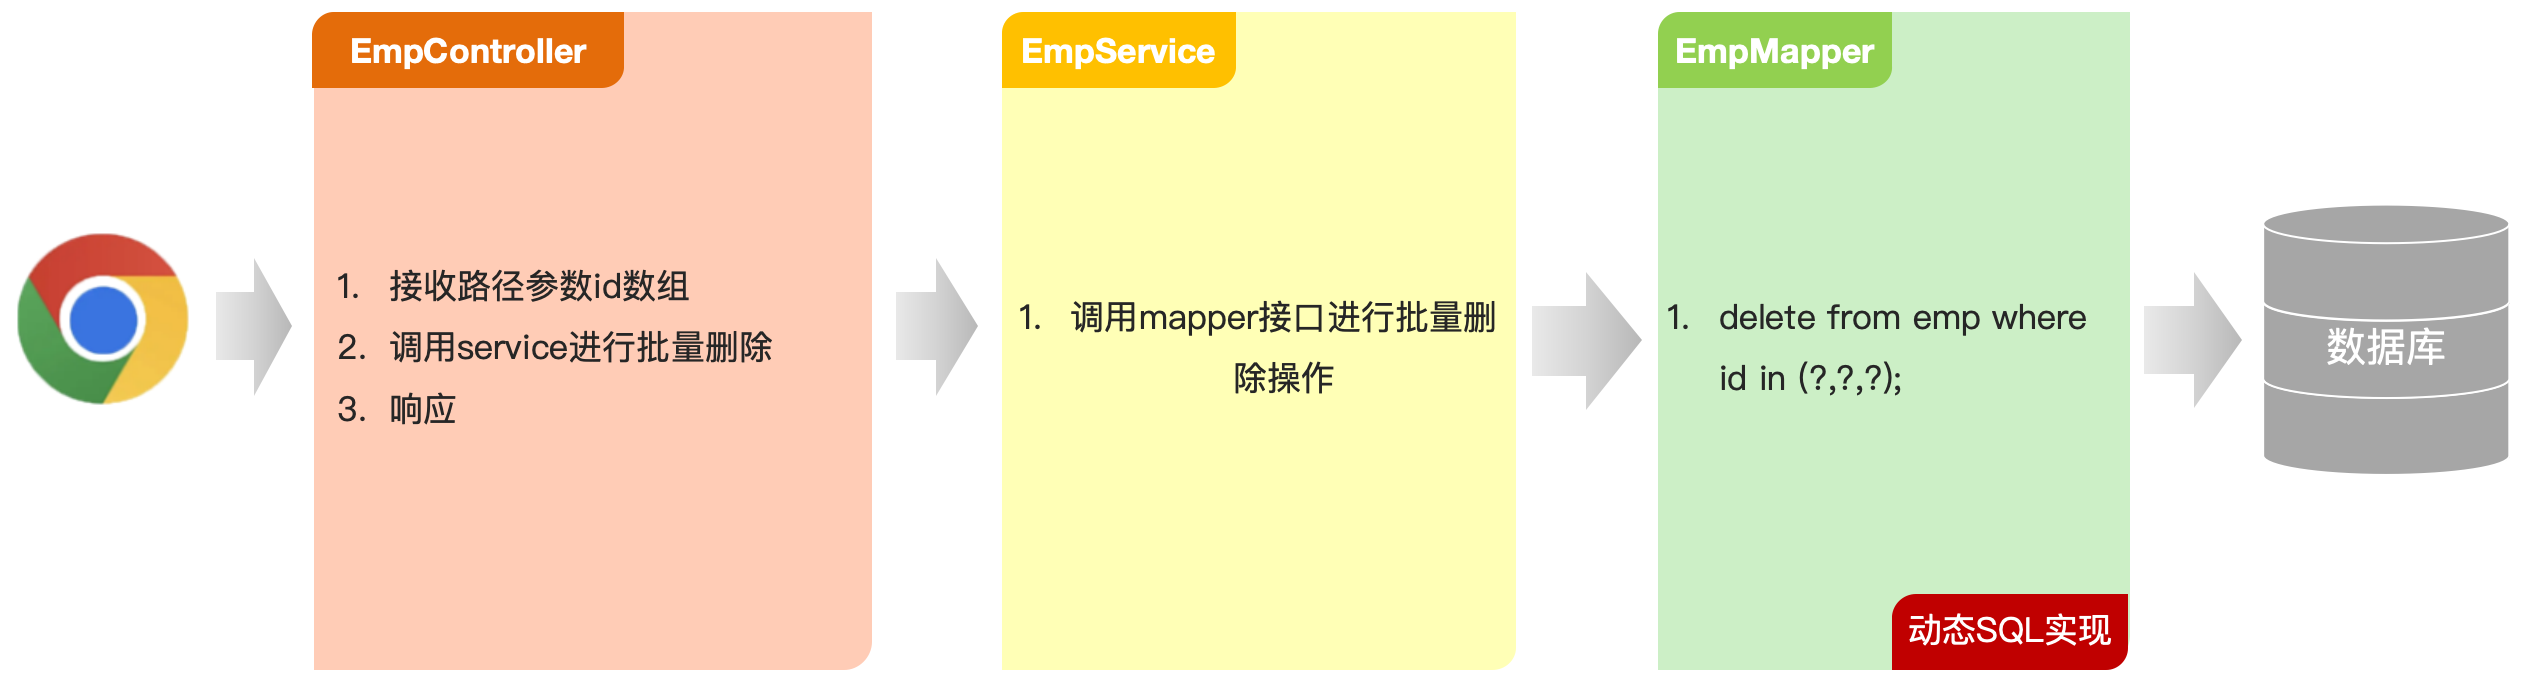 EmpController
1. 接收路径参数id数组
2. 调用service进行批量删除
3. 响应
EmpService
1. 调用mapper接口进行批量删
除操作
EmpMapper
1. delete from emp where
id in (?,?,?);
动态SQL实现
数据库